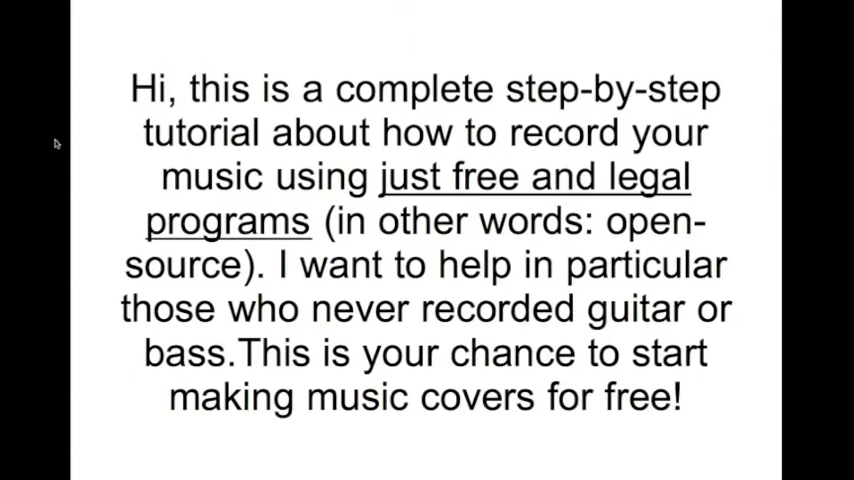 Hi, this is a complete step-by-step
tutorial about how to record your
music using just free and legal
programs (in other words: open-
source). I want to help in particular
those who never recorded guitar or
bass.This is your chance to start
making music covers for free!